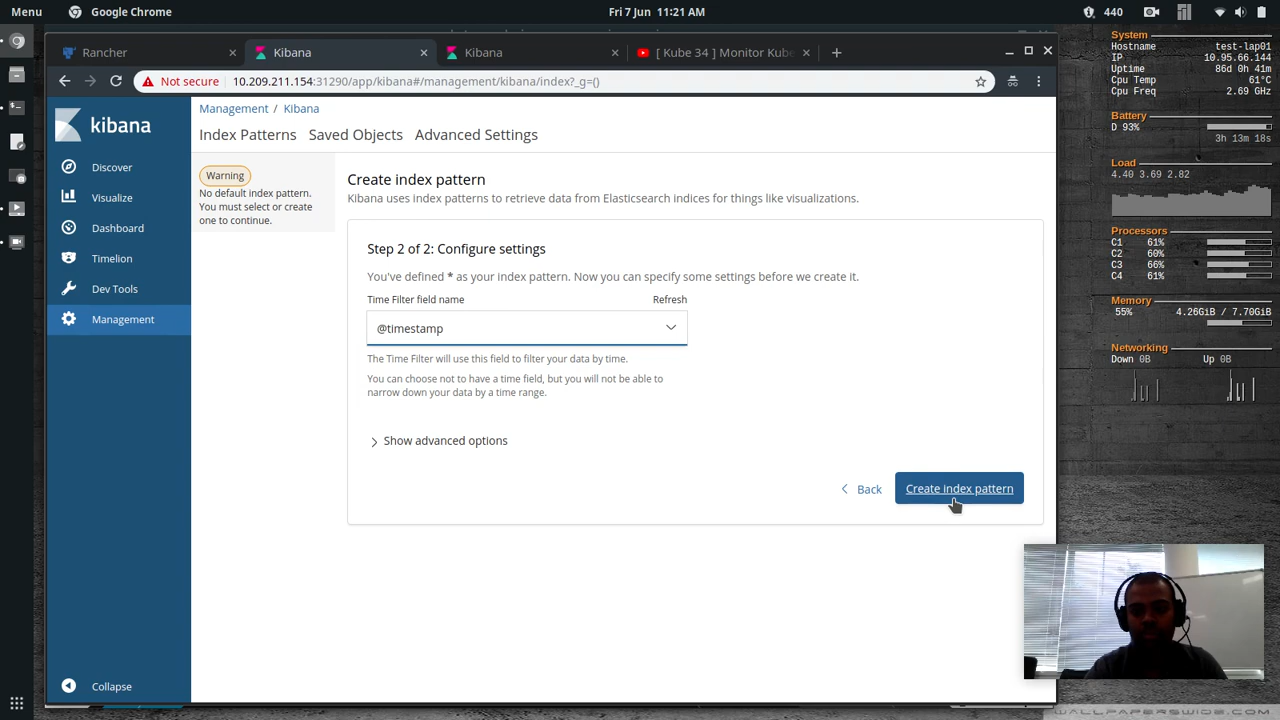 Menu Google Chrome Fri 7 Jun 11:21 AM 440
Rancher Kibana Kibana [ Kube 34 ] Monitor Kube
Not secure 10.209.211.154:31290/app/kibana#/management/kibana/index?_g=()
kibana
Discover
Visualize
Dashboard
Timelion
Dev Tools
Management
Collapse
Management / Kibana
Index Patterns Saved Objects Advanced Settings
Warning
No default index pattern.
You must select or create
one to continue.
Create index pattern
Kibana uses index patterns to retrieve data from Elasticsearch indices for things like visualizations.
Step 2 of 2: Configure settings
You've defined * as your index pattern. Now you can specify some settings before we create it.
Time Filter field name Refresh
@timestamp
The Time Filter will use this field to filter your data by time.
You can choose not to have a time field, but you will not be able to
narrow down your data by a time range.
Show advanced options
Back Create index pattern
System
Hostname test-lap01
IP 10.95.66.144
Uptime 86d 0h 41m
Cpu Temp 61°C
Cpu Freq 2.69 GHz
Battery
D 93%
3h 13m 18s
Load
4.40 3.69 2.82
Processors
C1 61%
C2 60%
C3 66%
C4 61%
Memory
55% 4.26GiB / 7.70GiB
Networking
Down 0B Up 0B
WALLPAPERSWIDE.COM